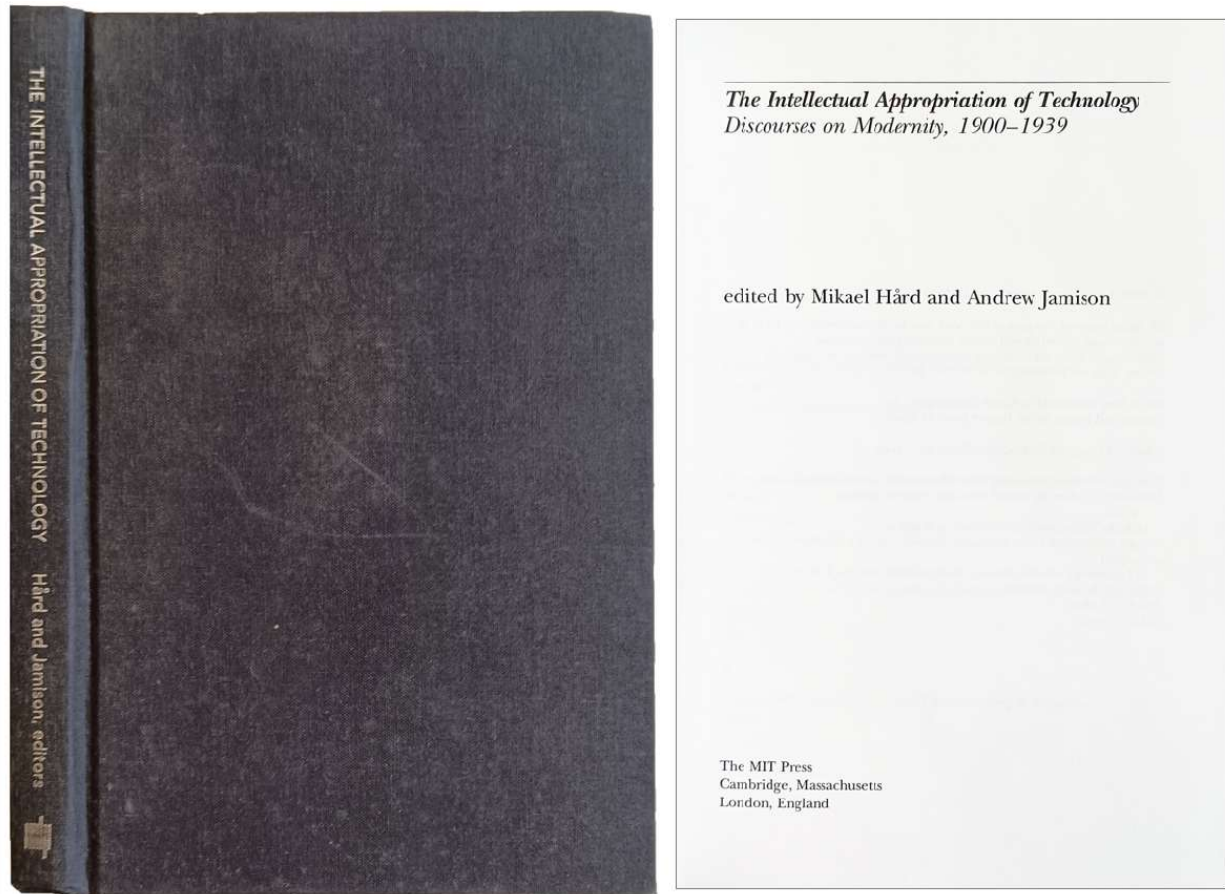 THE INTELLECTUAL APPROPRIATION OF TECHNOLOGY Hård and Jamison, editors
The Intellectual Appropriation of Technology
Discourses on Modernity, 1900–1939
edited by Mikael Hård and Andrew Jamison
The MIT Press
Cambridge, Massachusetts
London, England